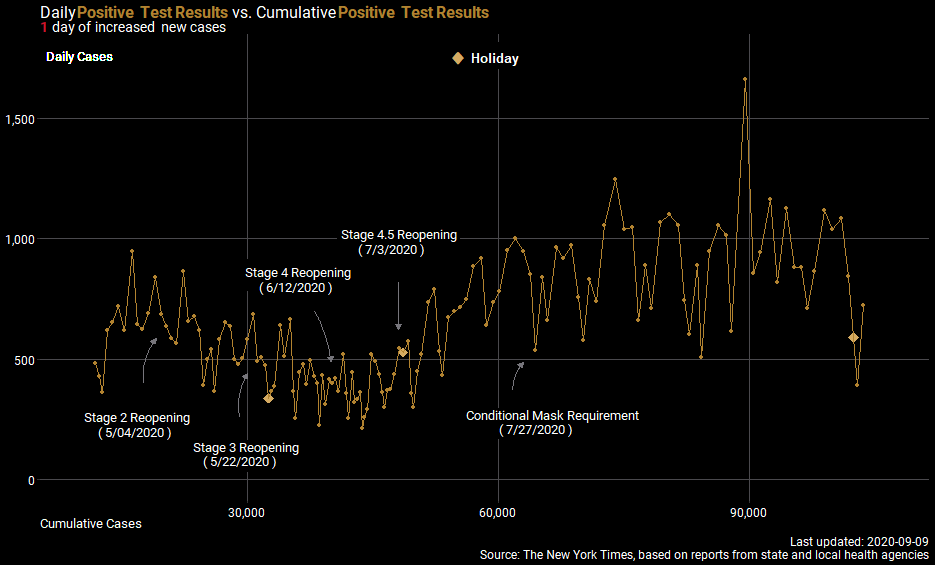 Daily Positive Test Results vs. Cumulative Positive Test Results
1 day of increased new cases
Daily Cases
Holiday
1,500
1,000
500
0
Stage 4.5 Reopening
( 7/3/2020 )
Stage 4 Reopening
( 6/12/2020 )
Stage 2 Reopening
( 5/04/2020 )
Stage 3 Reopening
( 5/22/2020 )
Conditional Mask Requirement
( 7/27/2020 )
30,000
60,000
90,000
Cumulative Cases
Last updated: 2020-09-09
Source: The New York Times, based on reports from state and local health agencies